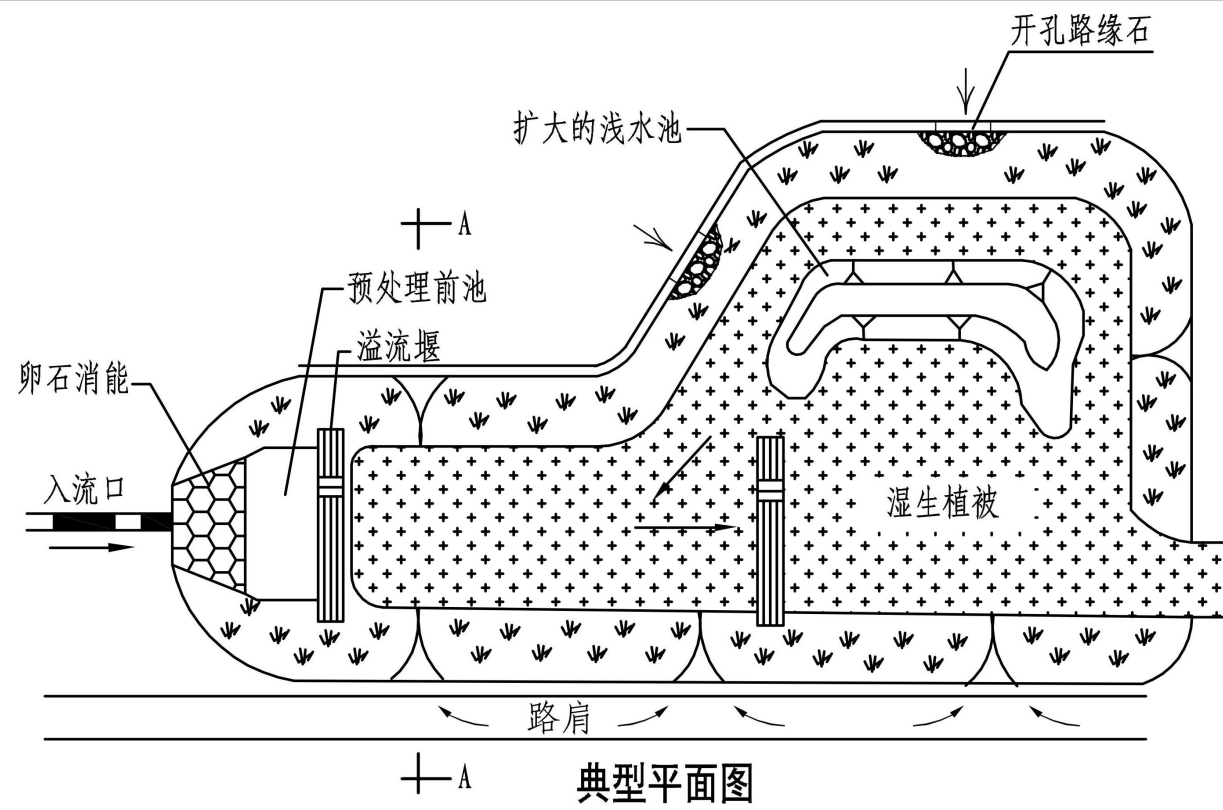 开孔路缘石
扩大的浅水池
A
预处理前池
溢流堰
卵石消能
入流口
湿生植被
路肩
A
典型平面图